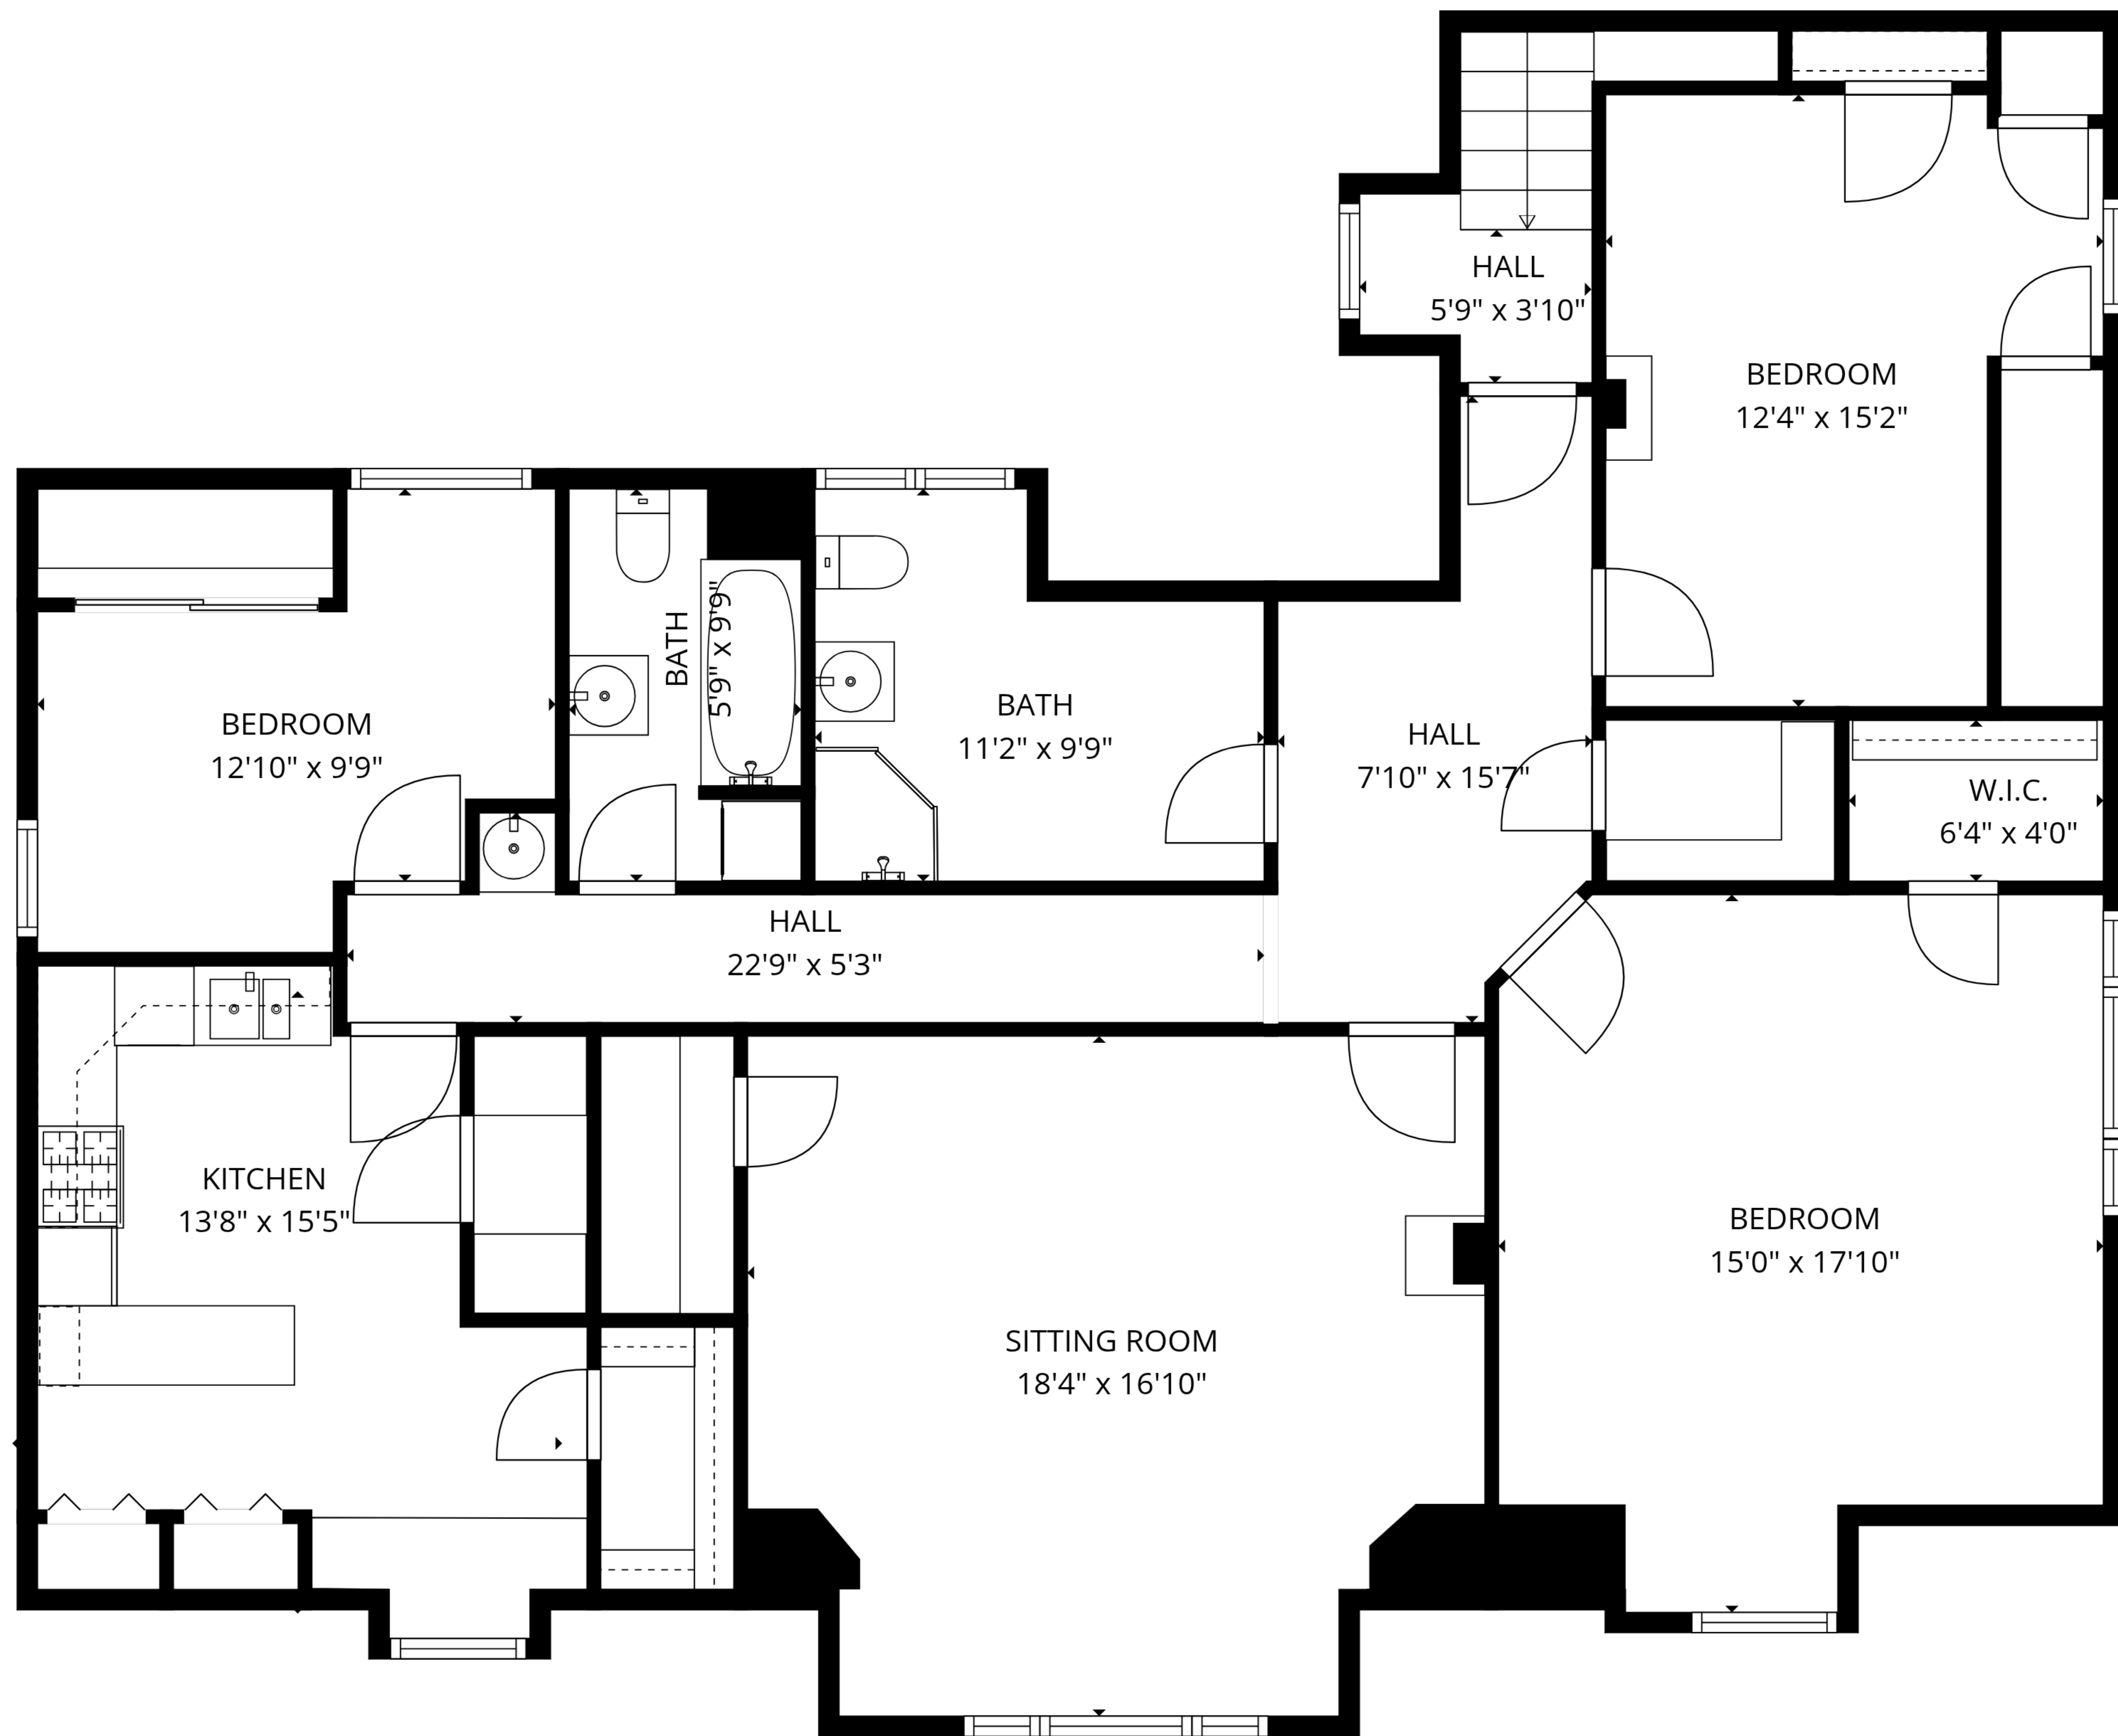 HALL
5'9" x 3'10"
BEDROOM
12'4" x 15'2"
BATH
5'9" x 9'9"
BEDROOM
12'10" x 9'9"
BATH
11'2" x 9'9"
HALL
7'10" x 15'7"
W.I.C.
6'4" x 4'0"
HALL
22'9" x 5'3"
KITCHEN
13'8" x 15'5"
BEDROOM
15'0" x 17'10"
SITTING ROOM
18'4" x 16'10"